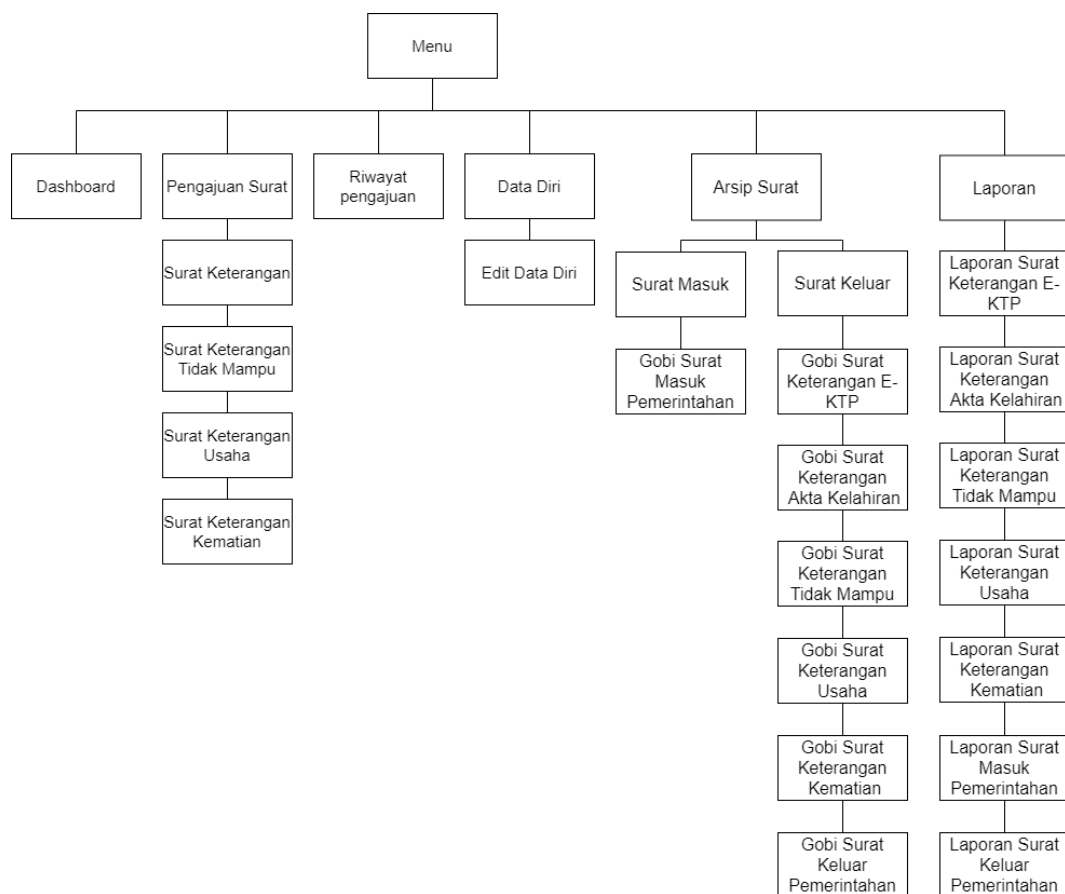 Menu
Dashboard
Pengajuan Surat
Riwayat
pengajuan
Data Diri
Arsip Surat
Laporan
Surat Keterangan
Surat Keterangan
Tidak Mampu
Surat Keterangan
Usaha
Surat Keterangan
Kematian
Edit Data Diri
Surat Masuk
Gobi Surat
Masuk
Pemerintahan
Surat Keluar
Gobi Surat
Keterangan E-
KTP
Gobi Surat
Keterangan
Akta Kelahiran
Gobi Surat
Keterangan
Tidak Mampu
Gobi Surat
Keterangan
Usaha
Gobi Surat
Keterangan
Kematian
Gobi Surat
Keluar
Pemerintahan
Laporan Surat
Keterangan E-
KTP
Laporan Surat
Keterangan
Akta Kelahiran
Laporan Surat
Keterangan
Tidak Mampu
Laporan Surat
Keterangan
Usaha
Laporan Surat
Keterangan
Kematian
Laporan Surat
Masuk
Pemerintahan
Laporan Surat
Keluar
Pemerintahan